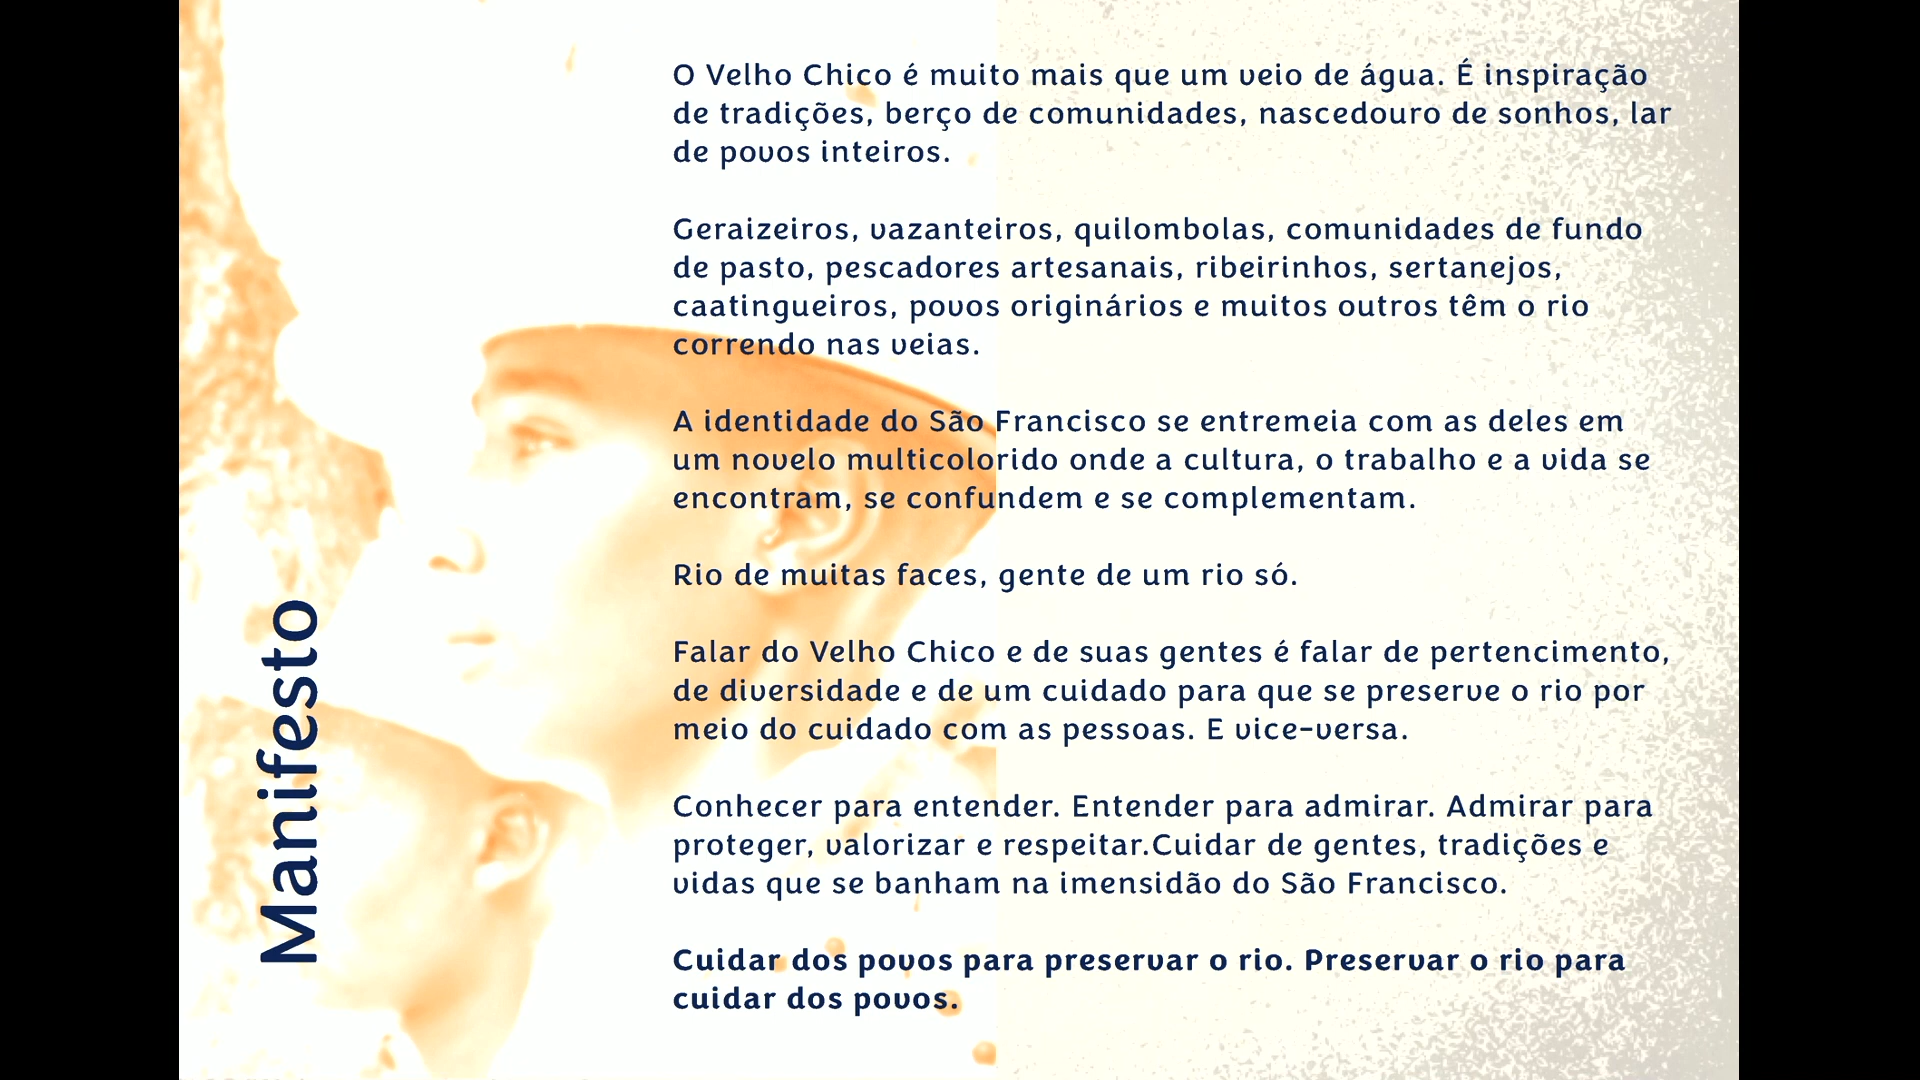 Manifesto
O Velho Chico é muito mais que um veio de água. É inspiração
de tradições, berço de comunidades, nascedouro de sonhos, lar
de povos inteiros.
Geraizeiros, vazanteiros, quilombolas, comunidades de fundo
de pasto, pescadores artesanais, ribeirinhos, sertanejos,
caatingueiros, povos originários e muitos outros têm o rio
correndo nas veias.
A identidade do São Francisco se entremeia com as deles em
um novelo multicolorido onde a cultura, o trabalho e a vida se
encontram, se confundem e se complementam.
Rio de muitas faces, gente de um rio só.
Falar do Velho Chico e de suas gentes é falar de pertencimento,
de diversidade e de um cuidado para que se preserve o rio por
meio do cuidado com as pessoas. E vice-versa.
Conhecer para entender. Entender para admirar. Admirar para
proteger, valorizar e respeitar.Cuidar de gentes, tradições e
vidas que se banham na imensidão do São Francisco.
Cuidar dos povos para preservar o rio. Preservar o rio para
cuidar dos povos.